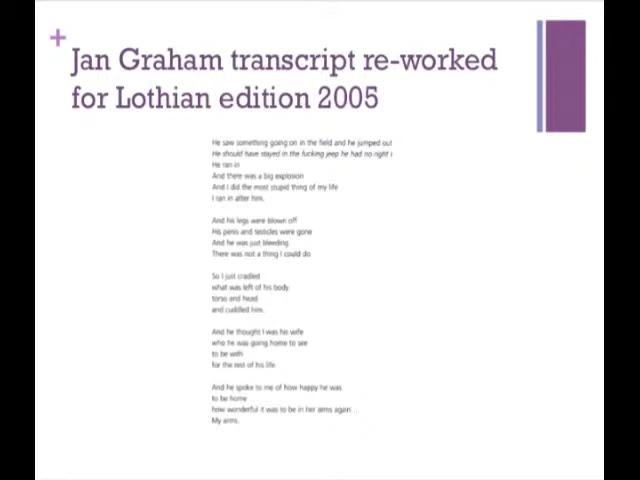 +
Jan Graham transcript re-worked
for Lothian edition 2005
He saw something going on in the field and he jumped out
He should have stayed in the fucking jeep he had no right t
He ran in
And there was a big explosion
And I did the most stupid thing of my life
I ran in after him.
And his legs were blown off
His penis and testicles were gone
And he was just bleeding
There was not a thing I could do
So I just cradled
what was left of his body
torso and head
and cuddled him.
And he thought I was his wife
who he was going home to see
to be with
for the rest of his life.
And he spoke to me of how happy he was
to be home
how wonderful it was to be in her arms again ...
My arms.